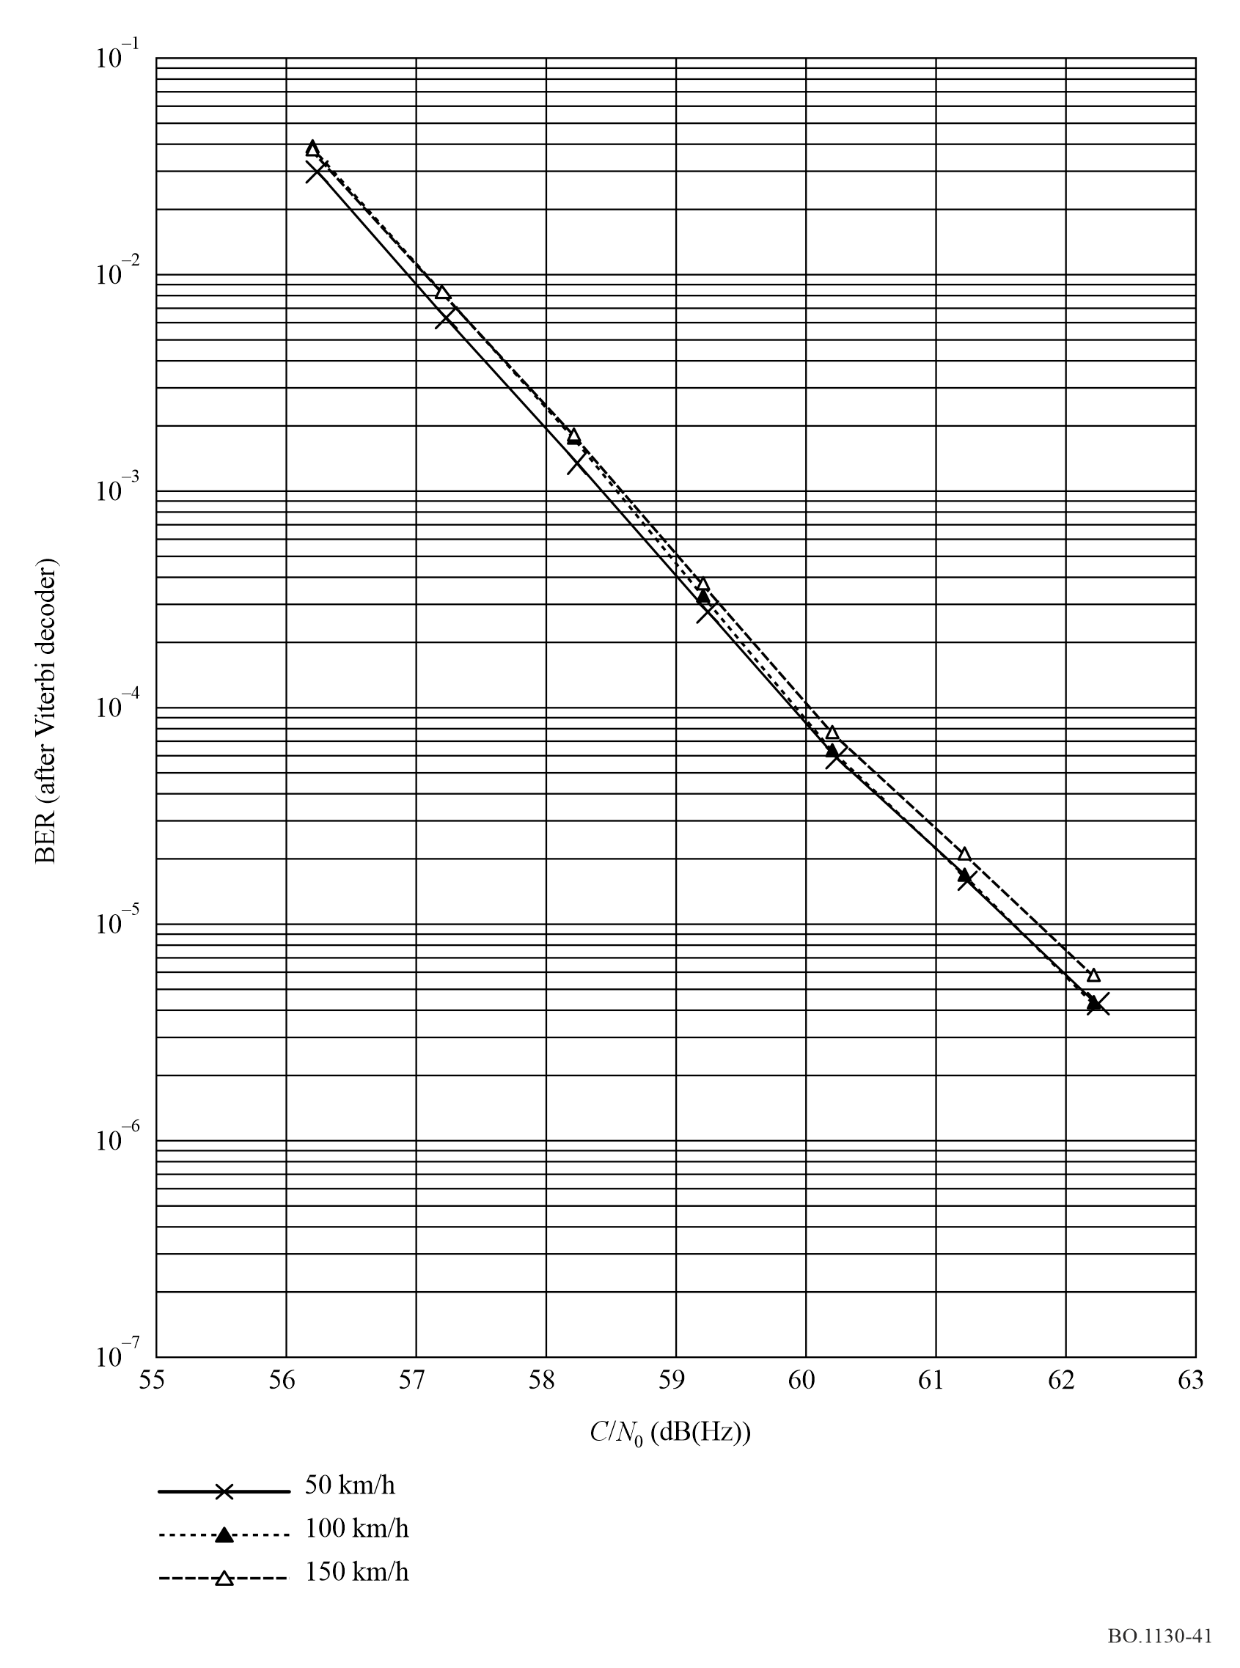 10⁻¹
10⁻²
10⁻³
10⁻⁴
10⁻⁵
10⁻⁶
10⁻⁷
BER (after Viterbi decoder)
55 56 57 58 59 60 61 62 63
C/N₀ (dB(Hz))
50 km/h
100 km/h
150 km/h
BO.1130-41